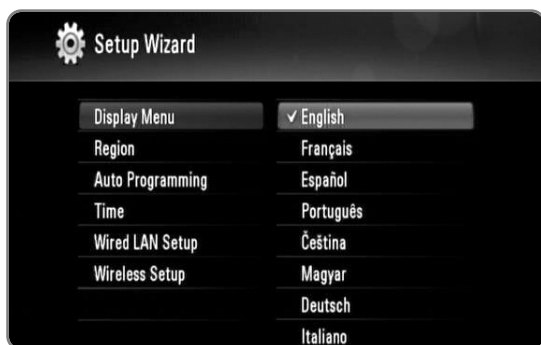 Setup Wizard
Display Menu
Region
Auto Programming
Time
Wired LAN Setup
Wireless Setup
✓ English
Français
Español
Português
Čeština
Magyar
Deutsch
Italiano